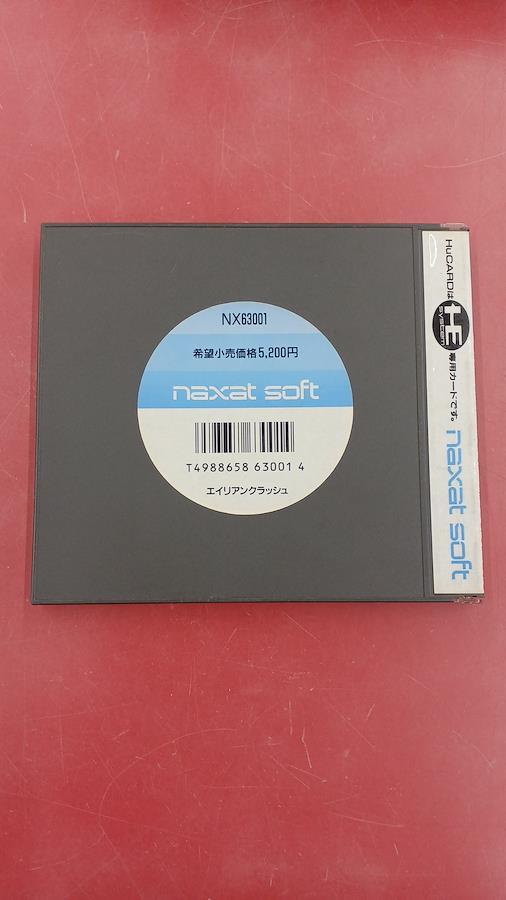 NX63001
希望小売価格5,200円
naxat soft
T4988658 63001 4
エイリアンクラッシュ
HuCARDは HE SYSTEM 専用カードです。 naxat soft